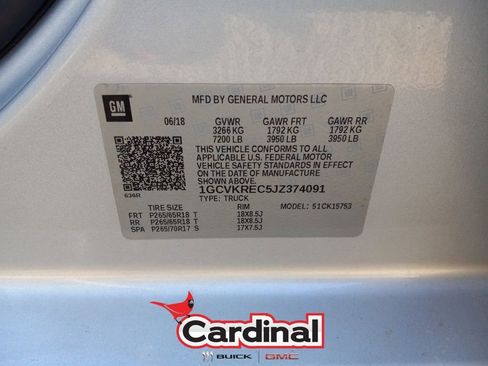 GM
MFD BY GENERAL MOTORS LLC
06/18 GVWR GAWR FRT GAWR RR
3266 KG 1792 KG 1792 KG
7200 LB 3950 LB 3950 LB
THIS VEHICLE CONFORMS TO ALL
APPLICABLE U.S. FEDERAL MOTOR
VEHICLE SAFETY STANDARDS IN EFFECT
ON THE DATE OF MANUFACTURE SHOWN ABOVE.
1GCVKREC5JZ374091
TYPE: TRUCK
TIRE SIZE RIM MODEL: 51CK15753
FRT P265/65R18 T 18X8.5J
RR P265/65R18 T 18X8.5J
SPA P265/70R17 S 17X7.5J
Cardinal
BUICK GMC